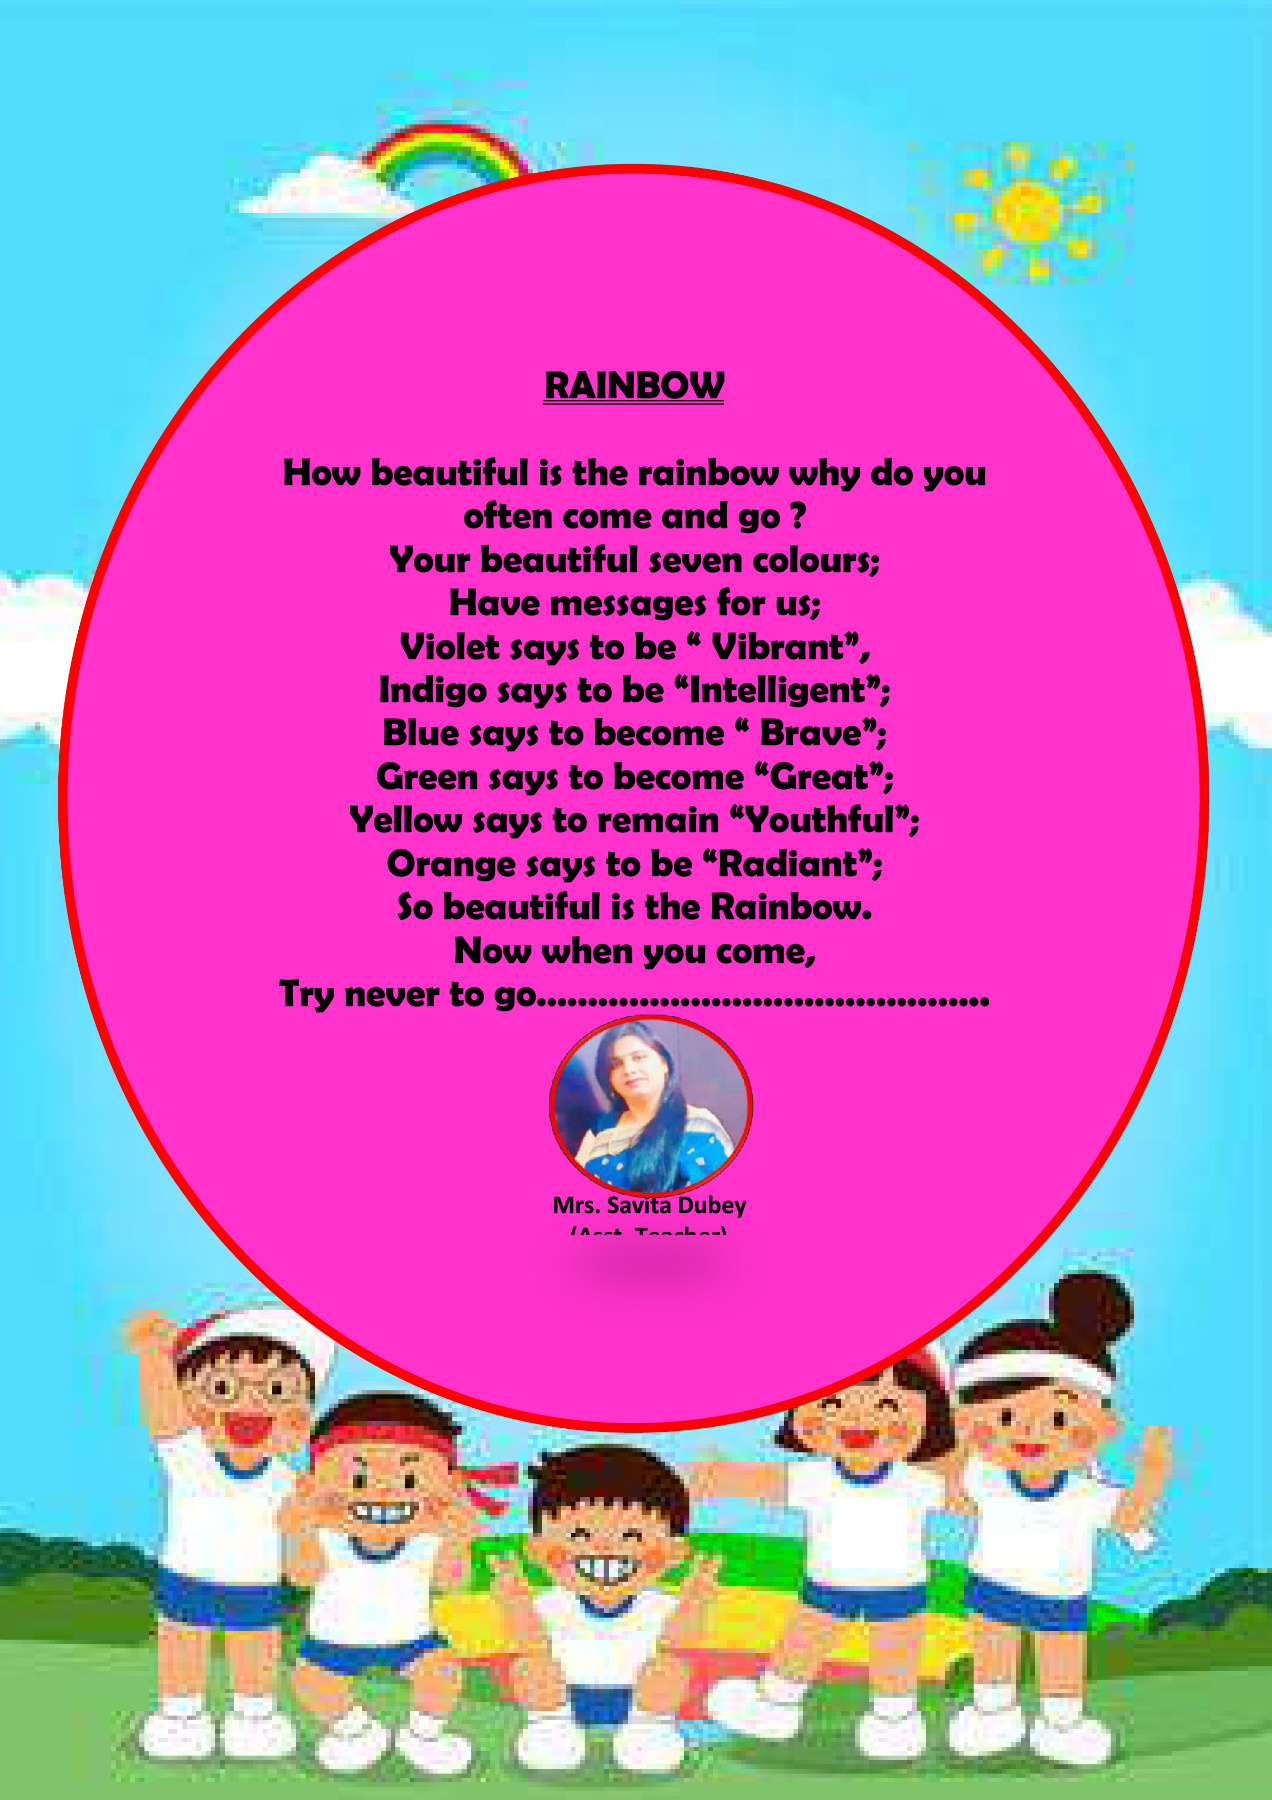 RAINBOW
How beautiful is the rainbow why do you
often come and go ?
Your beautiful seven colours;
Have messages for us;
Violet says to be “ Vibrant”,
Indigo says to be “Intelligent”;
Blue says to become “ Brave”;
Green says to become “Great”;
Yellow says to remain “Youthful”;
Orange says to be “Radiant”;
So beautiful is the Rainbow.
Now when you come,
Try never to go............................................
Mrs. Savita Dubey
(Asst. Teacher)